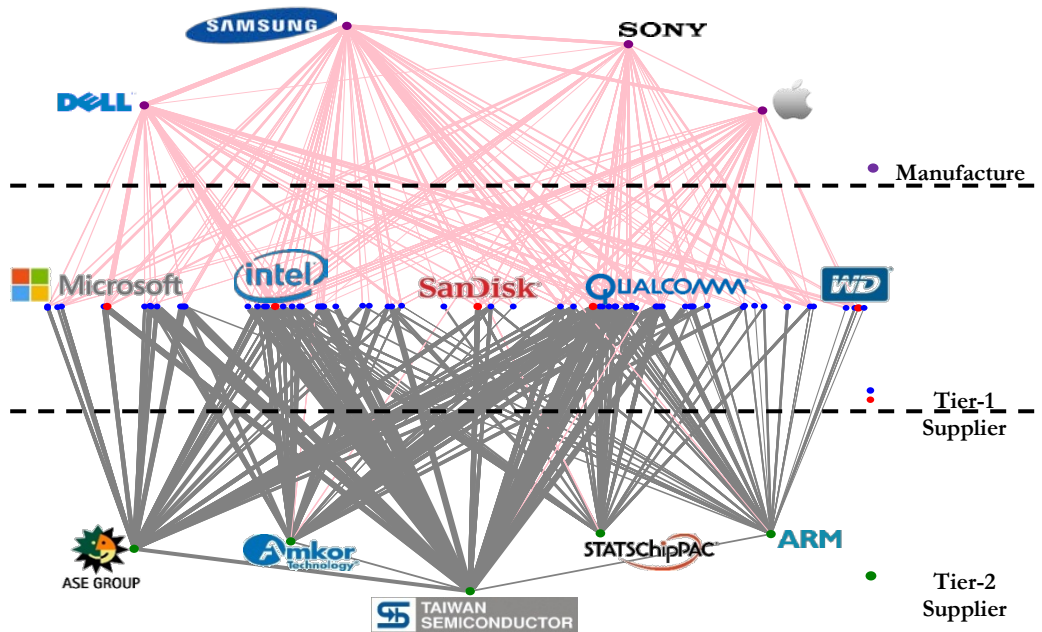 SAMSUNG
SONY
DELL
Manufacture
Microsoft
intel
SanDisk
QUALCOMM
WD
Tier-1
Supplier
ASE GROUP
Amkor
Technology
STATSChipPAC
ARM
TAIWAN
SEMICONDUCTOR
Tier-2
Supplier